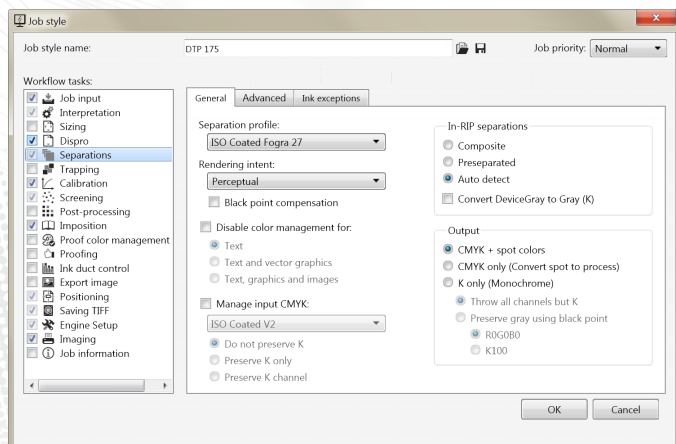 Job style
Job style name:
DTP 175
Job priority:
Normal
Workflow tasks:
Job input
Interpretation
Sizing
Dispro
Separations
Trapping
Calibration
Screening
Post-processing
Imposition
Proof color management
Proofing
Ink duct control
Export image
Positioning
Saving TIFF
Engine Setup
Imaging
Job information
General
Advanced
Ink exceptions
Separation profile:
ISO Coated Fogra 27
Rendering intent:
Perceptual
Black point compensation
Disable color management for:
Text
Text and vector graphics
Text, graphics and images
Manage input CMYK:
ISO Coated V2
Do not preserve K
Preserve K only
Preserve K channel
In-RIP separations
Composite
Preseparated
Auto detect
Convert DeviceGray to Gray (K)
Output
CMYK + spot colors
CMYK only (Convert spot to process)
K only (Monochrome)
Throw all channels but K
Preserve gray using black point
R0G0B0
K100
OK
Cancel